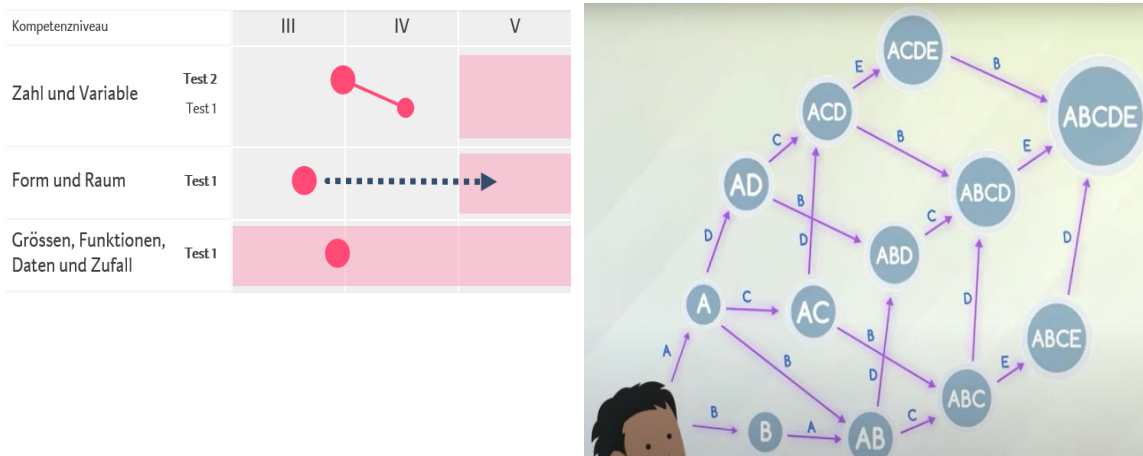 Kompetenzniveau III IV V
Zahl und Variable
Test 2
Test 1
Form und Raum Test 1
Grössen, Funktionen,
Daten und Zufall
Test 1
ACDE
E
B
ACD
ABCDE
C
B
E
AD
ABCD
B
C
D
D
ABD
D
D
A
C
AC
B
ABCE
A
B
D
E
ABC
B
B
A
AB
C